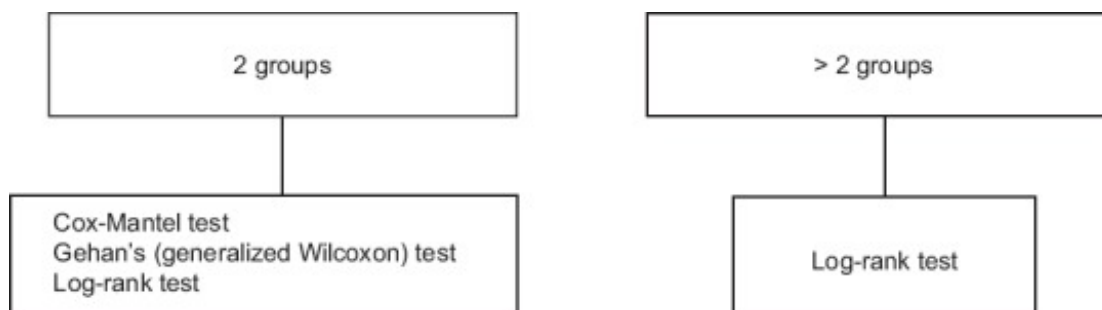 2 groups
> 2 groups
Cox-Mantel test
Gehan's (generalized Wilcoxon) test
Log-rank test
Log-rank test